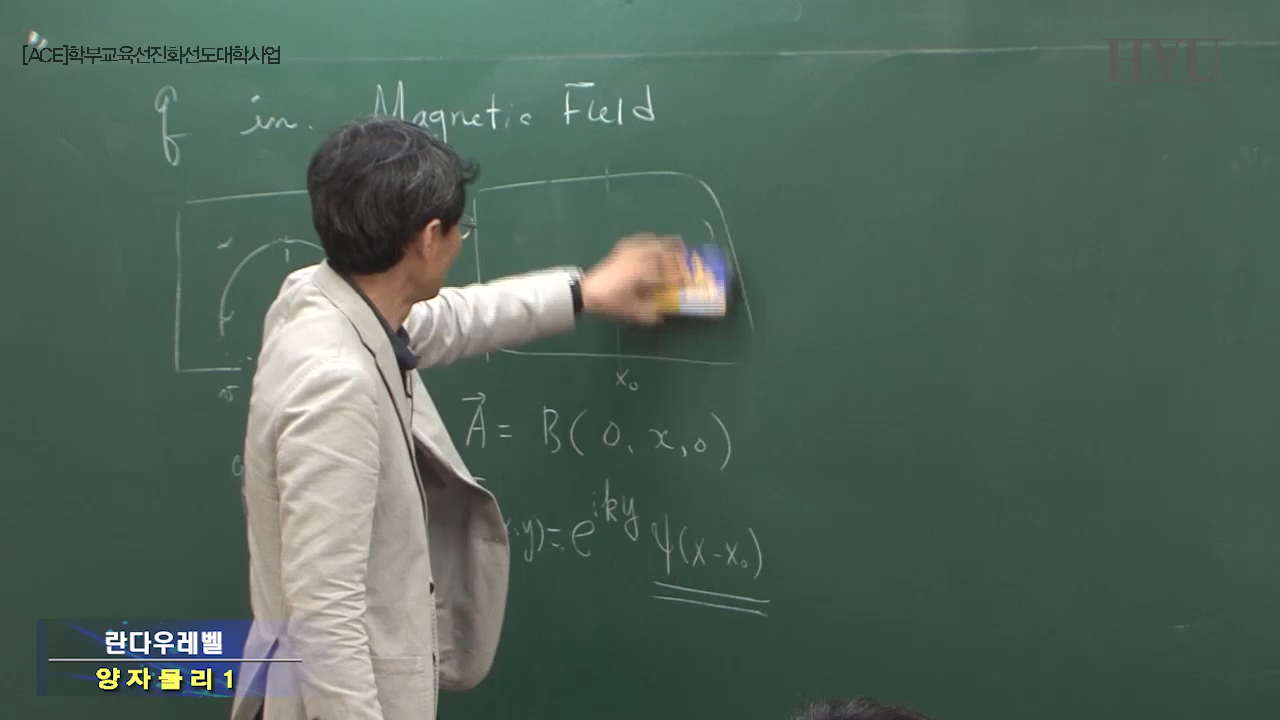 [ACE]학부교육선진화선도대학사업
HYU
q in. Magnetic Field
x₀
A⃗ = B( 0, x, 0 )
,y) = e^{iky} ψ(x-x₀)
란다우레벨
양자물리1